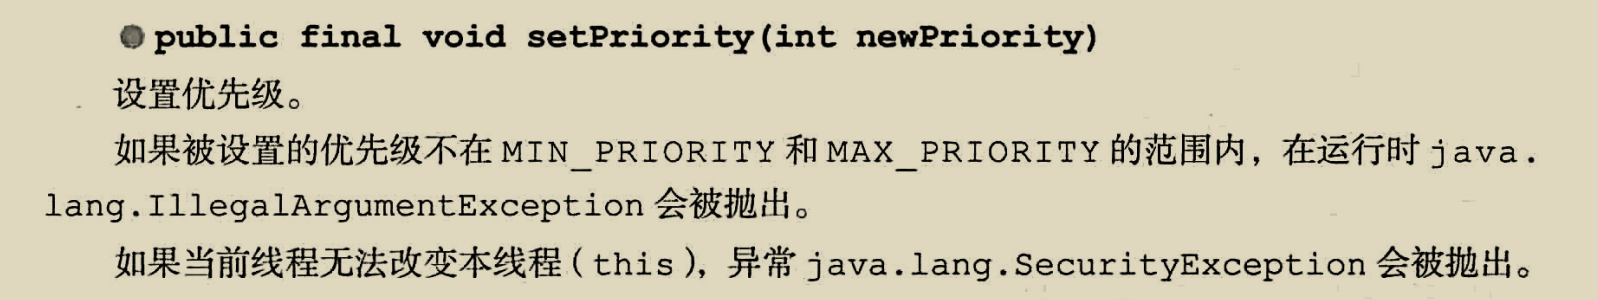 ●public final void setPriority(int newPriority)
设置优先级。
如果被设置的优先级不在 MIN_PRIORITY 和 MAX_PRIORITY 的范围内，在运行时 java.
lang.IllegalArgumentException 会被抛出。
如果当前线程无法改变本线程（this），异常 java.lang.SecurityException 会被抛出。